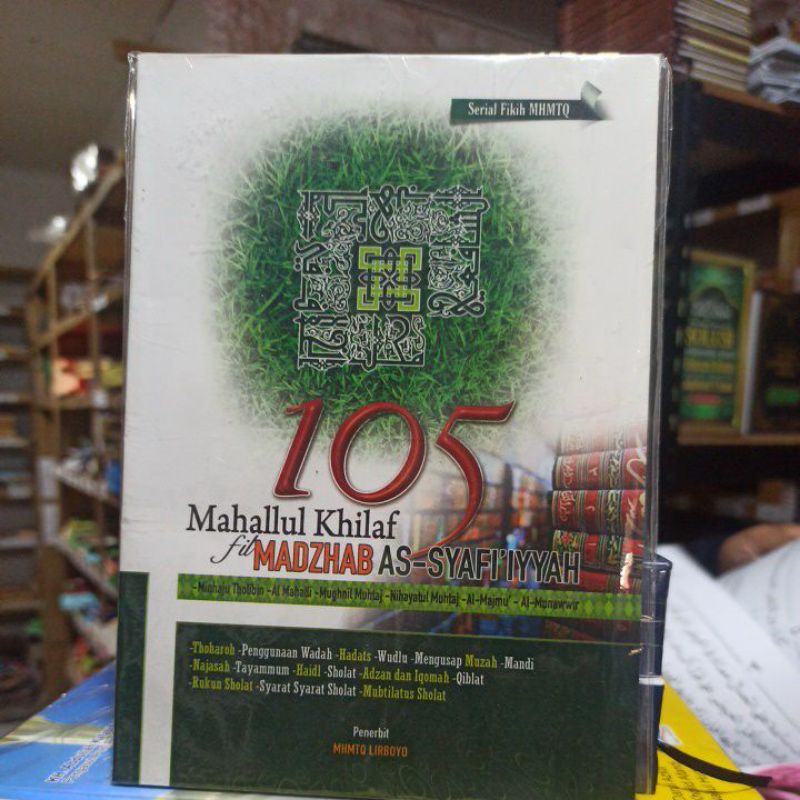 Serial Fikih MHMTQ
105
Mahallul Khilaf
fil MADZHAB AS-SYAFI'IYYAH
-Minhaju Tholibin -Al Mahalli -Mughnil Muhtaj -Nihayatul Muhtaj -Al-Majmu' - Al-Munawwir
-Thoharoh -Penggunaan Wadah -Hadats -Wudlu -Mengusap Muzah -Mandi
-Najasah -Tayammum -Haidl -Sholat -Adzan dan Iqomah -Qiblat
-Rukun Sholat -Syarat Syarat Sholat -Mubtilatus Sholat
Penerbit
MHMTQ LIRBOYO